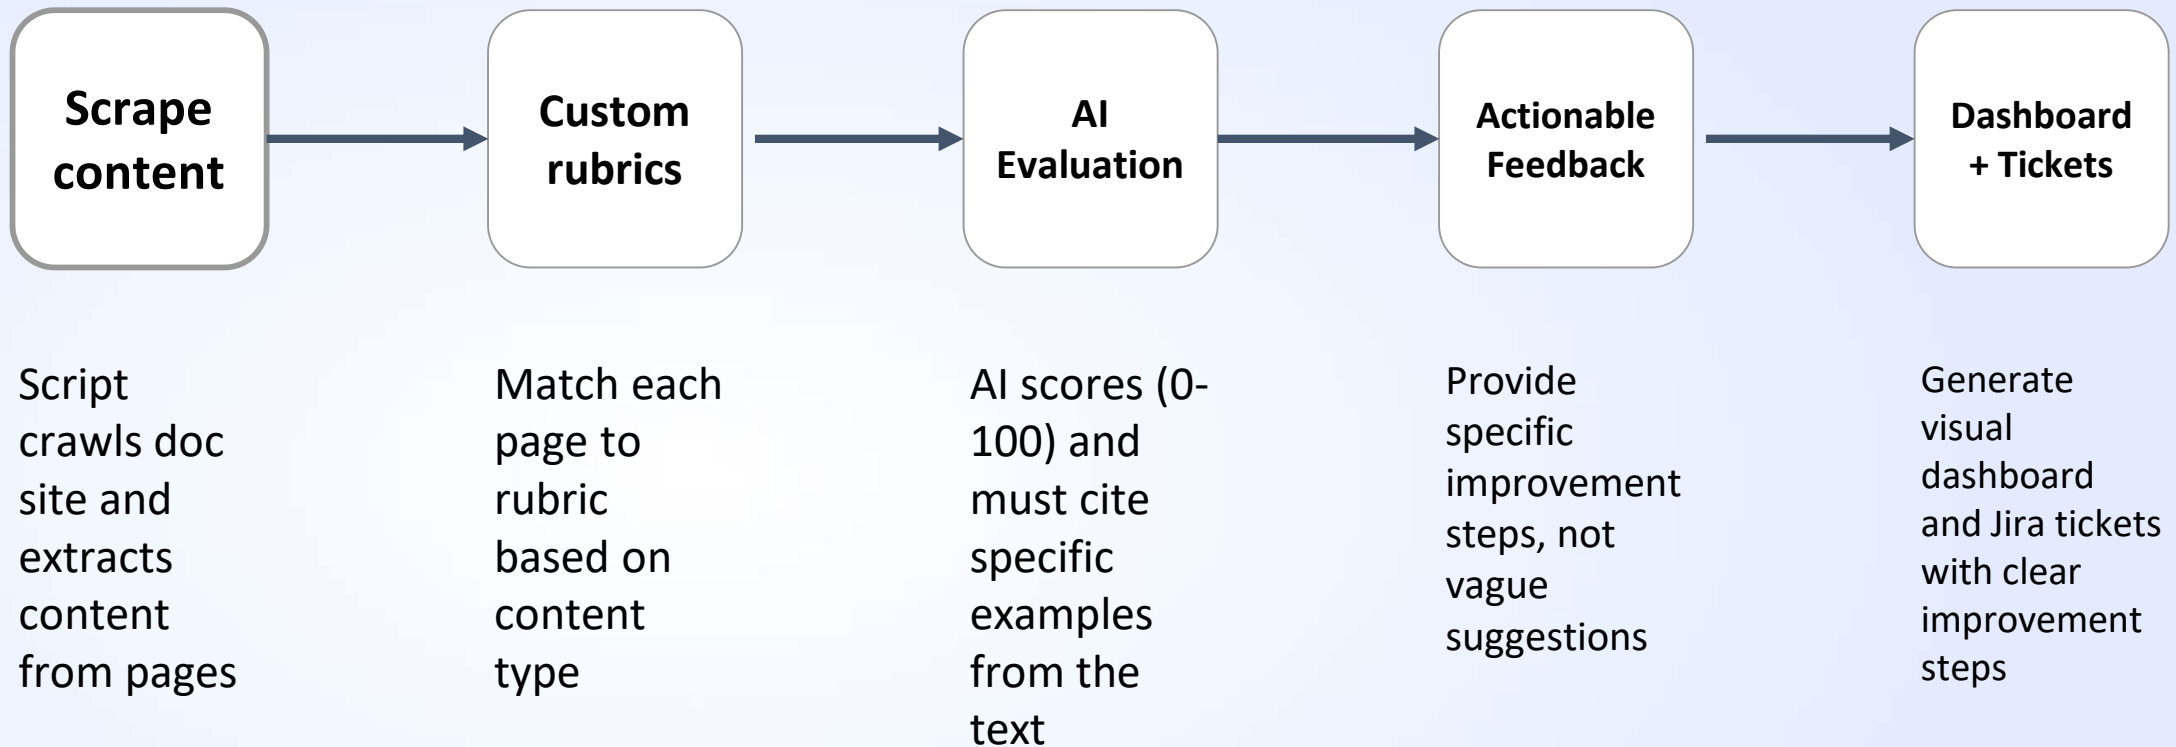 Scrape
content
Custom
rubrics
AI
Evaluation
Actionable
Feedback
Dashboard
+ Tickets
Script
crawls doc
site and
extracts
content
from pages
Match each
page to
rubric
based on
content
type
AI scores (0-
100) and
must cite
specific
examples
from the
text
Provide
specific
improvement
steps, not
vague
suggestions
Generate
visual
dashboard
and Jira tickets
with clear
improvement
steps